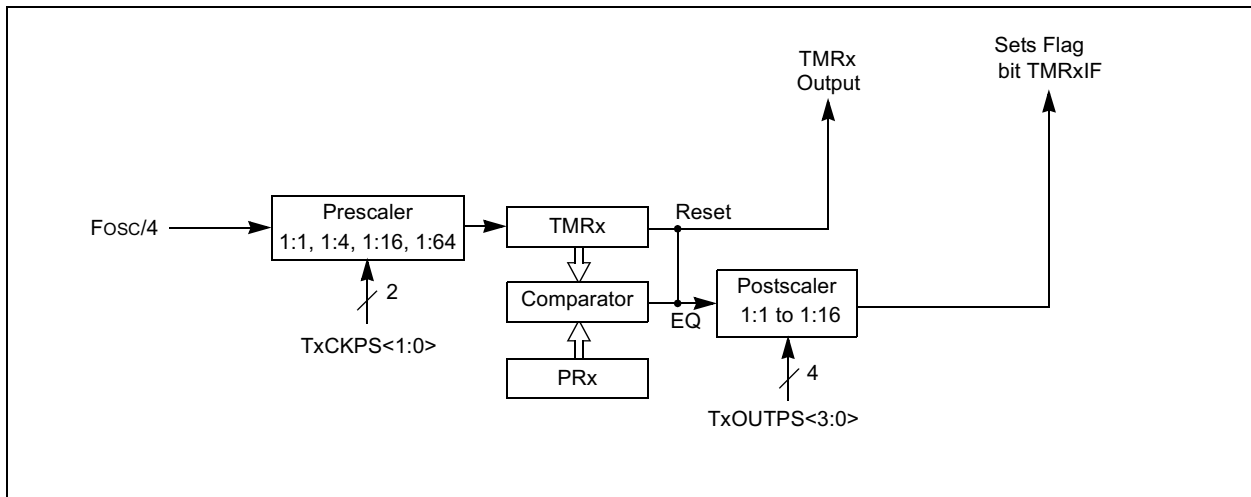 TMRx
Output
Sets Flag
bit TMRxIF
Fosc/4
Prescaler
1:1, 1:4, 1:16, 1:64
2
TxCKPS<1:0>
TMRx
Reset
Comparator
EQ
PRx
Postscaler
1:1 to 1:16
4
TxOUTPS<3:0>